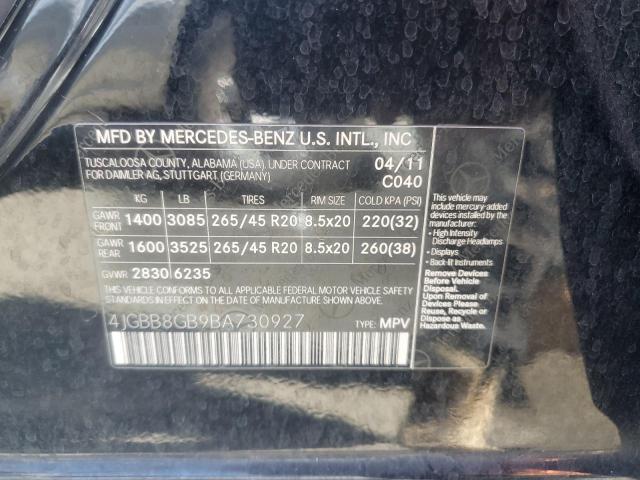 MFD BY MERCEDES-BENZ U.S. INTL., INC
TUSCALOOSA COUNTY, ALABAMA (USA), UNDER CONTRACT 04/11
FOR DAIMLER AG, STUTTGART (GERMANY) C040
KG LB TIRES RIM SIZE COLD KPA (PSI)
GAWR FRONT 1400 3085 265/45 R20 8.5x20 220(32)
GAWR REAR 1600 3525 265/45 R20 8.5x20 260(38)
GVWR 2830 6235
THIS VEHICLE CONFORMS TO ALL APPLICABLE
FEDERAL MOTOR VEHICLE SAFETY STANDARDS IN
EFFECT ON THE DATE OF MANUFACTURE SHOWN ABOVE
4JGBB8GB9BA730927 TYPE: MPV
This vehicle may
include mercury-added
devices installed by the
manufacturer:
• High Intensity
Discharge Headlamps
• Displays
• Back-lit Instruments
Remove Devices
Before Vehicle
Disposal
Please Reuse,
Recycle, or
Dispose as
Hazardous Waste.